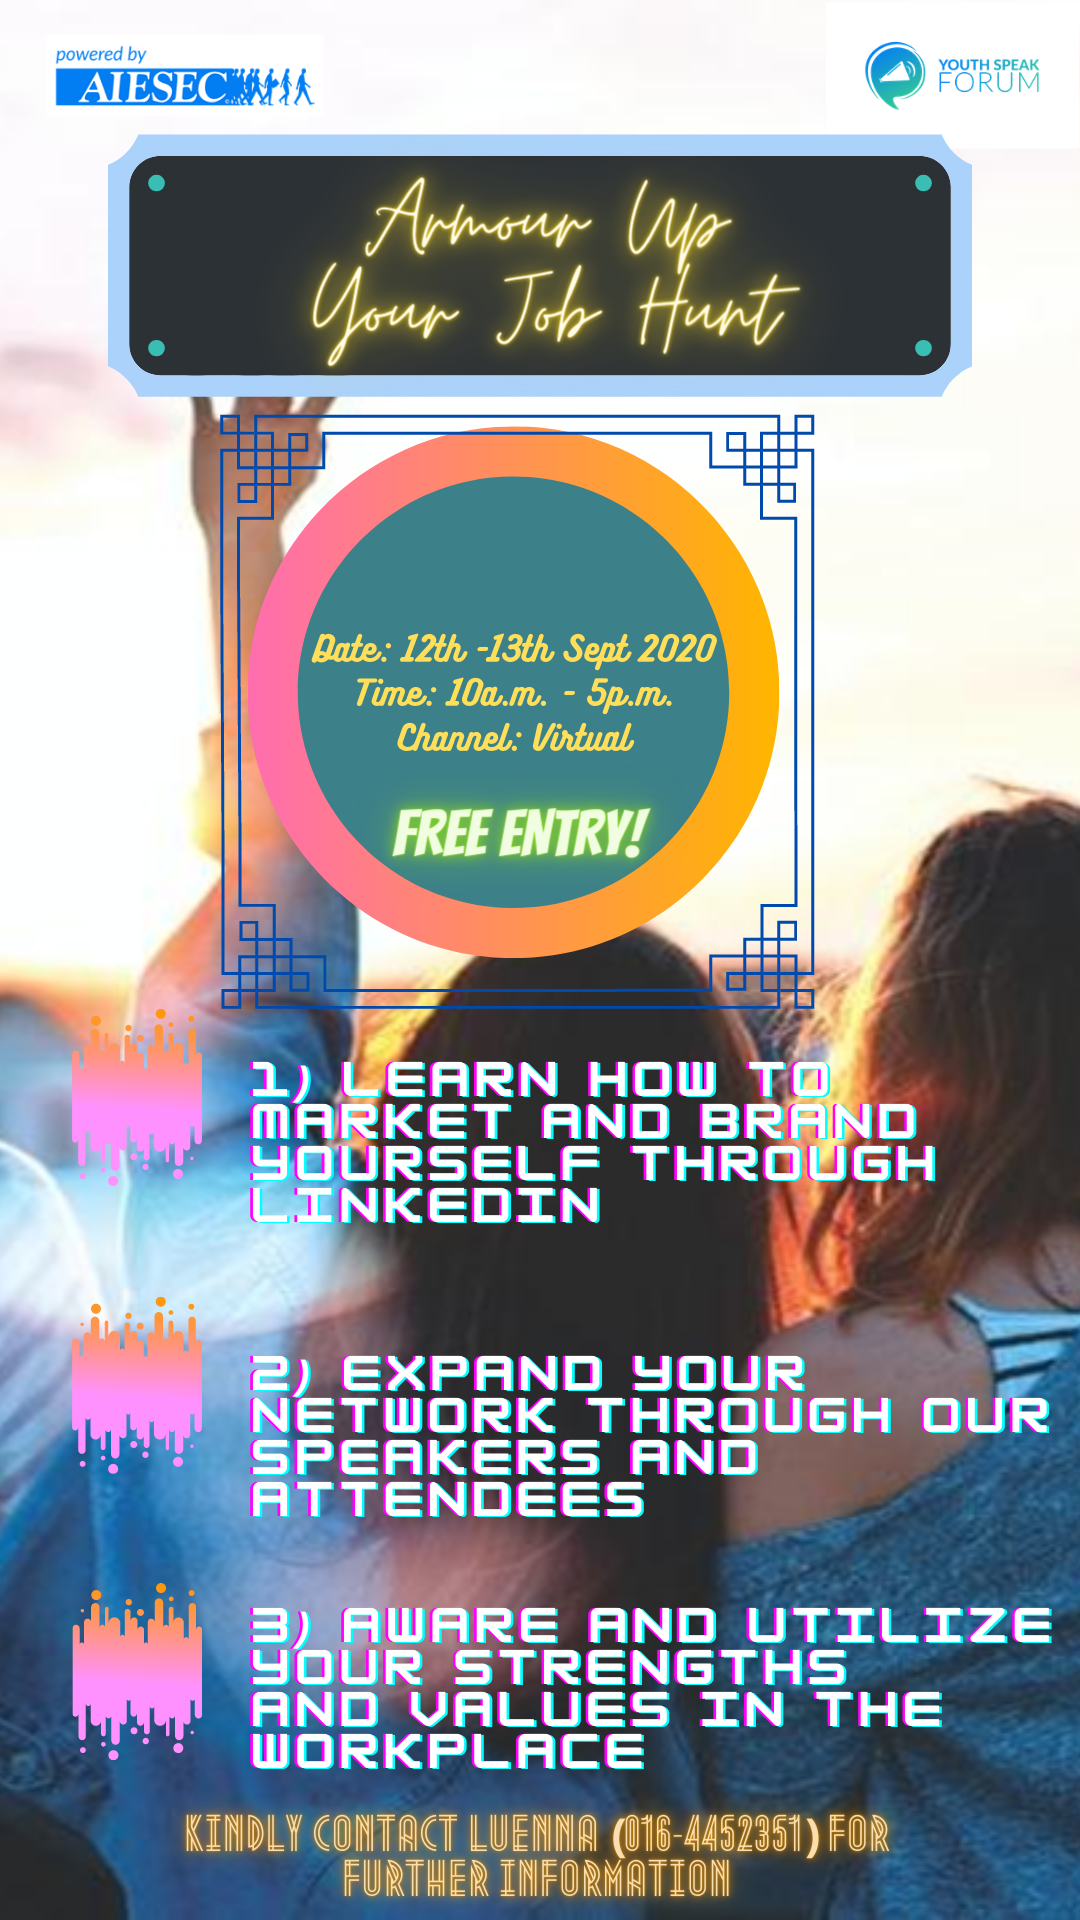 powered by
AIESEC
YOUTH SPEAK
FORUM
Armour Up
Your Job Hunt
Date: 12th -13th Sept 2020
Time: 10a.m. - 5p.m.
Channel: Virtual
FREE ENTRY!
1) LEARN HOW TO
MARKET AND BRAND
YOURSELF THROUGH
LINKEDIN
2) EXPAND YOUR
NETWORK THROUGH OUR
SPEAKERS AND
ATTENDEES
3) AWARE AND UTILIZE
YOUR STRENGTHS
AND VALUES IN THE
WORKPLACE
KINDLY CONTACT LUENNA (016-4452351) FOR
FURTHER INFORMATION